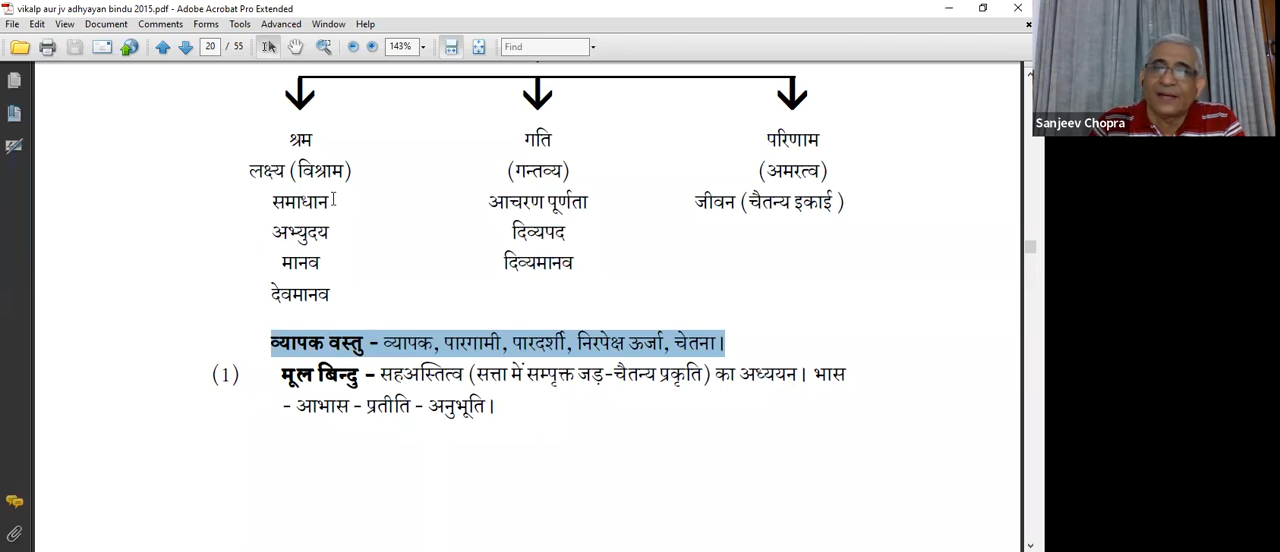 vikalp aur jv adhyayan bindu 2015.pdf - Adobe Acrobat Pro Extended
File Edit View Document Comments Forms Tools Advanced Window Help
20 / 55 143% Find
Sanjeev Chopra
श्रम गति परिणाम
लक्ष्य (विश्राम) (गन्तव्य) (अमरत्व)
समाधान आचरण पूर्णता जीवन (चैतन्य इकाई )
अभ्युदय दिव्यपद
मानव दिव्यमानव
देवमानव
व्यापक वस्तु - व्यापक, पारगामी, पारदर्शी, निरपेक्ष ऊर्जा, चेतना।
(1) मूल बिन्दु - सहअस्तित्व (सत्ता में सम्पृक्त जड़-चैतन्य प्रकृति) का अध्ययन। भास
- आभास - प्रतीति - अनुभूति।